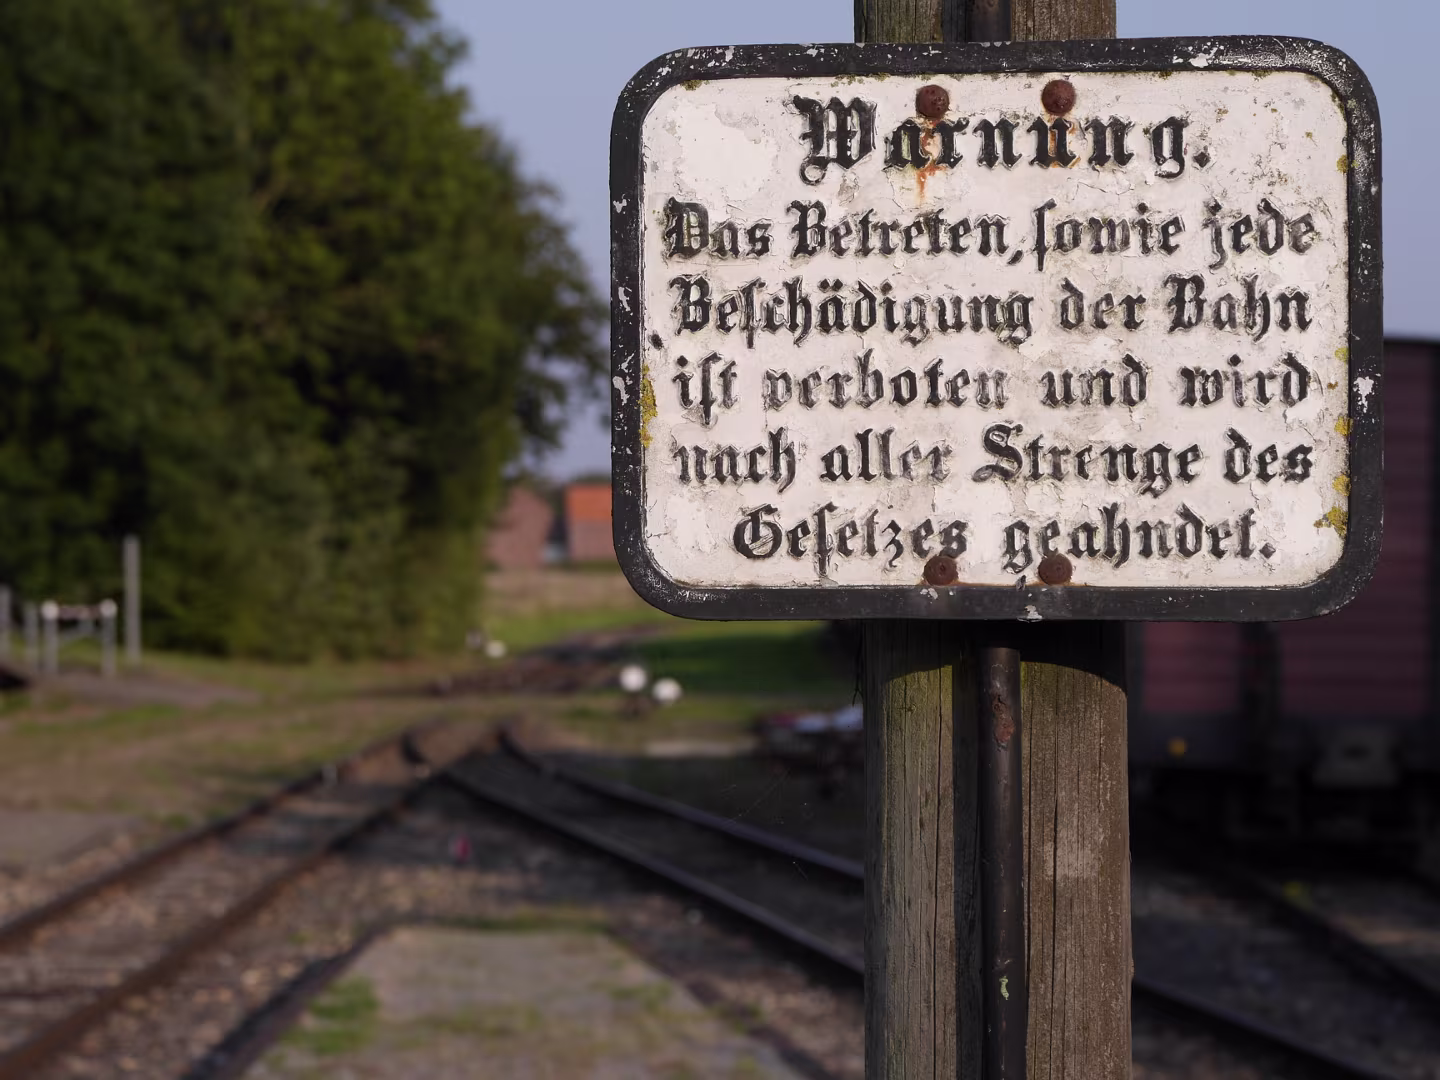 Warnung.
Das Betreten, sowie jede
Beschädigung der Bahn
ist verboten und wird
nach aller Strenge des
Gesetzes geahndet.